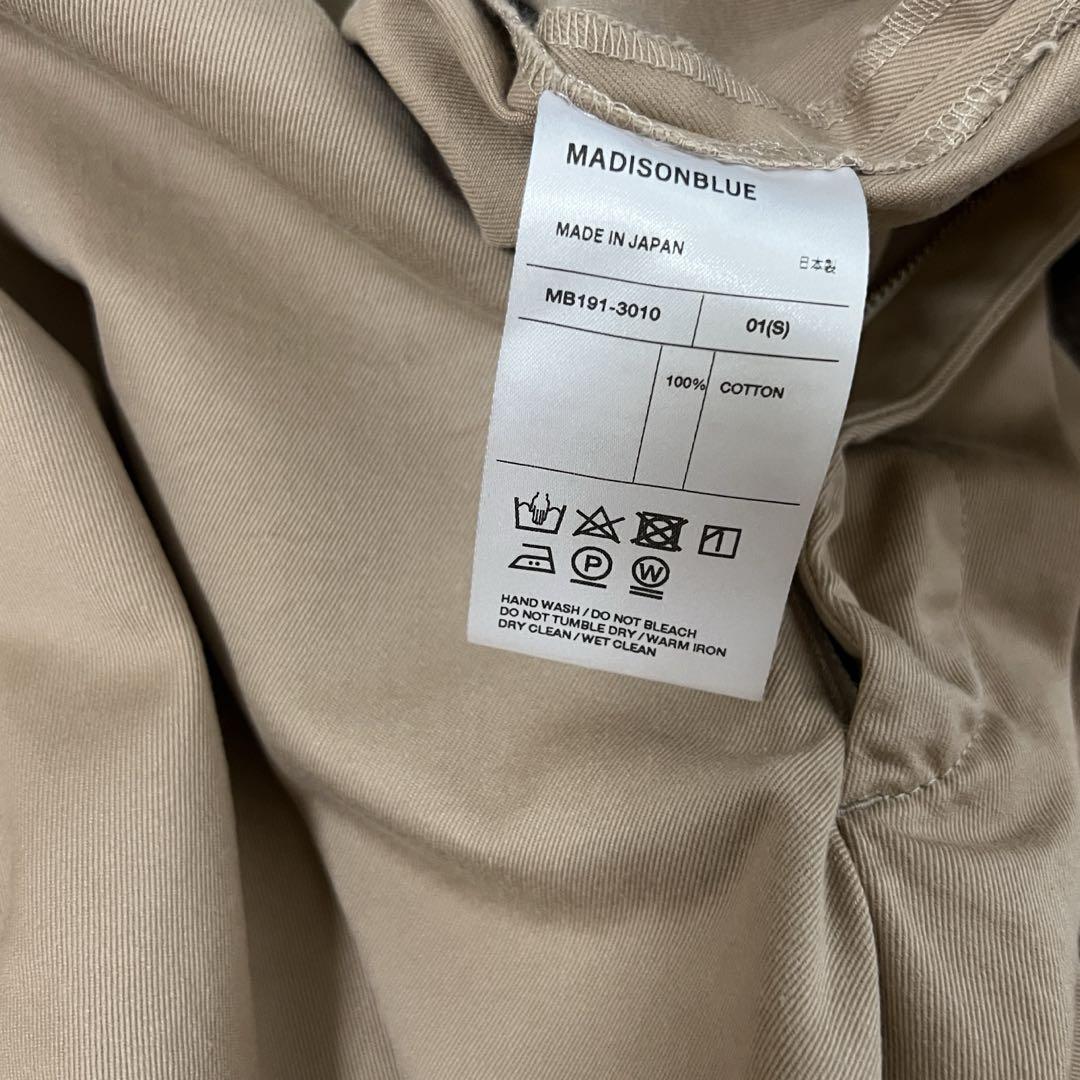 MADISONBLUE
MADE IN JAPAN 日本製
MB191-3010 01(S)
100% COTTON
P W
HAND WASH / DO NOT BLEACH
DO NOT TUMBLE DRY / WARM IRON
DRY CLEAN / WET CLEAN